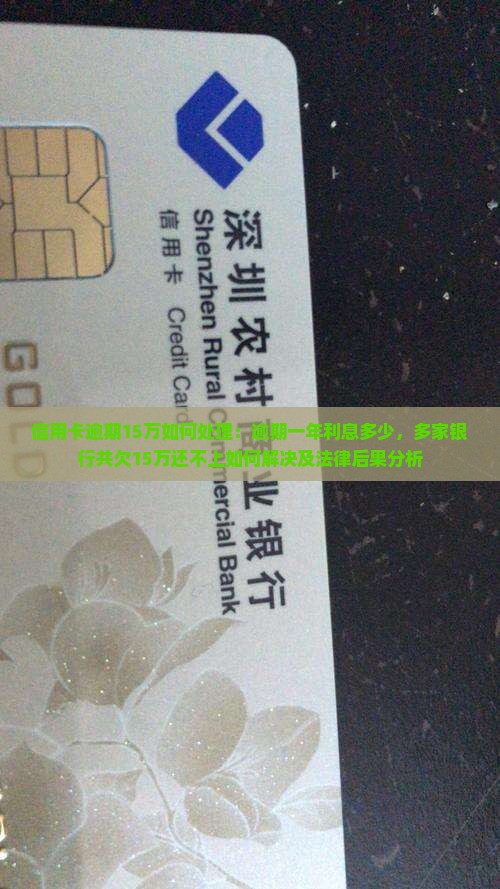 深圳农村商业银行
Shenzhen Rural Commercial Bank
信用卡 Credit Card
GOLD
信用卡逾期15万如何处理：逾期一年利息多少，多家银
行共欠15万还不上如何解决及法律后果分析